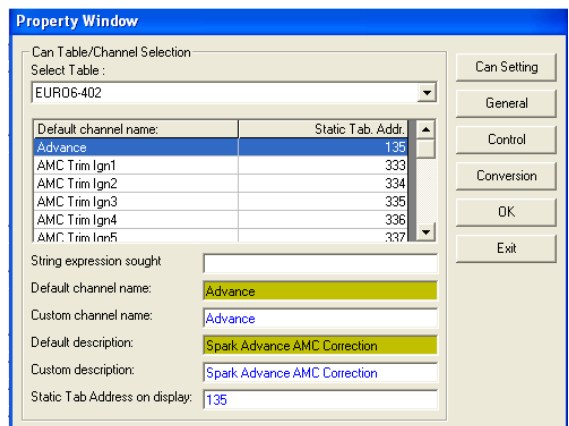 Property Window
Can Table/Channel Selection
Select Table :
EURO6-402
Default channel name: Static Tab. Addr.
Advance 135
AMC Trim Ign1 333
AMC Trim Ign2 334
AMC Trim Ign3 335
AMC Trim Ign4 336
AMC Trim Ign5 337
String expression sought
Default channel name: Advance
Custom channel name: Advance
Default description: Spark Advance AMC Correction
Custom description: Spark Advance AMC Correction
Static Tab Address on display: 135
Can Setting
General
Control
Conversion
OK
Exit